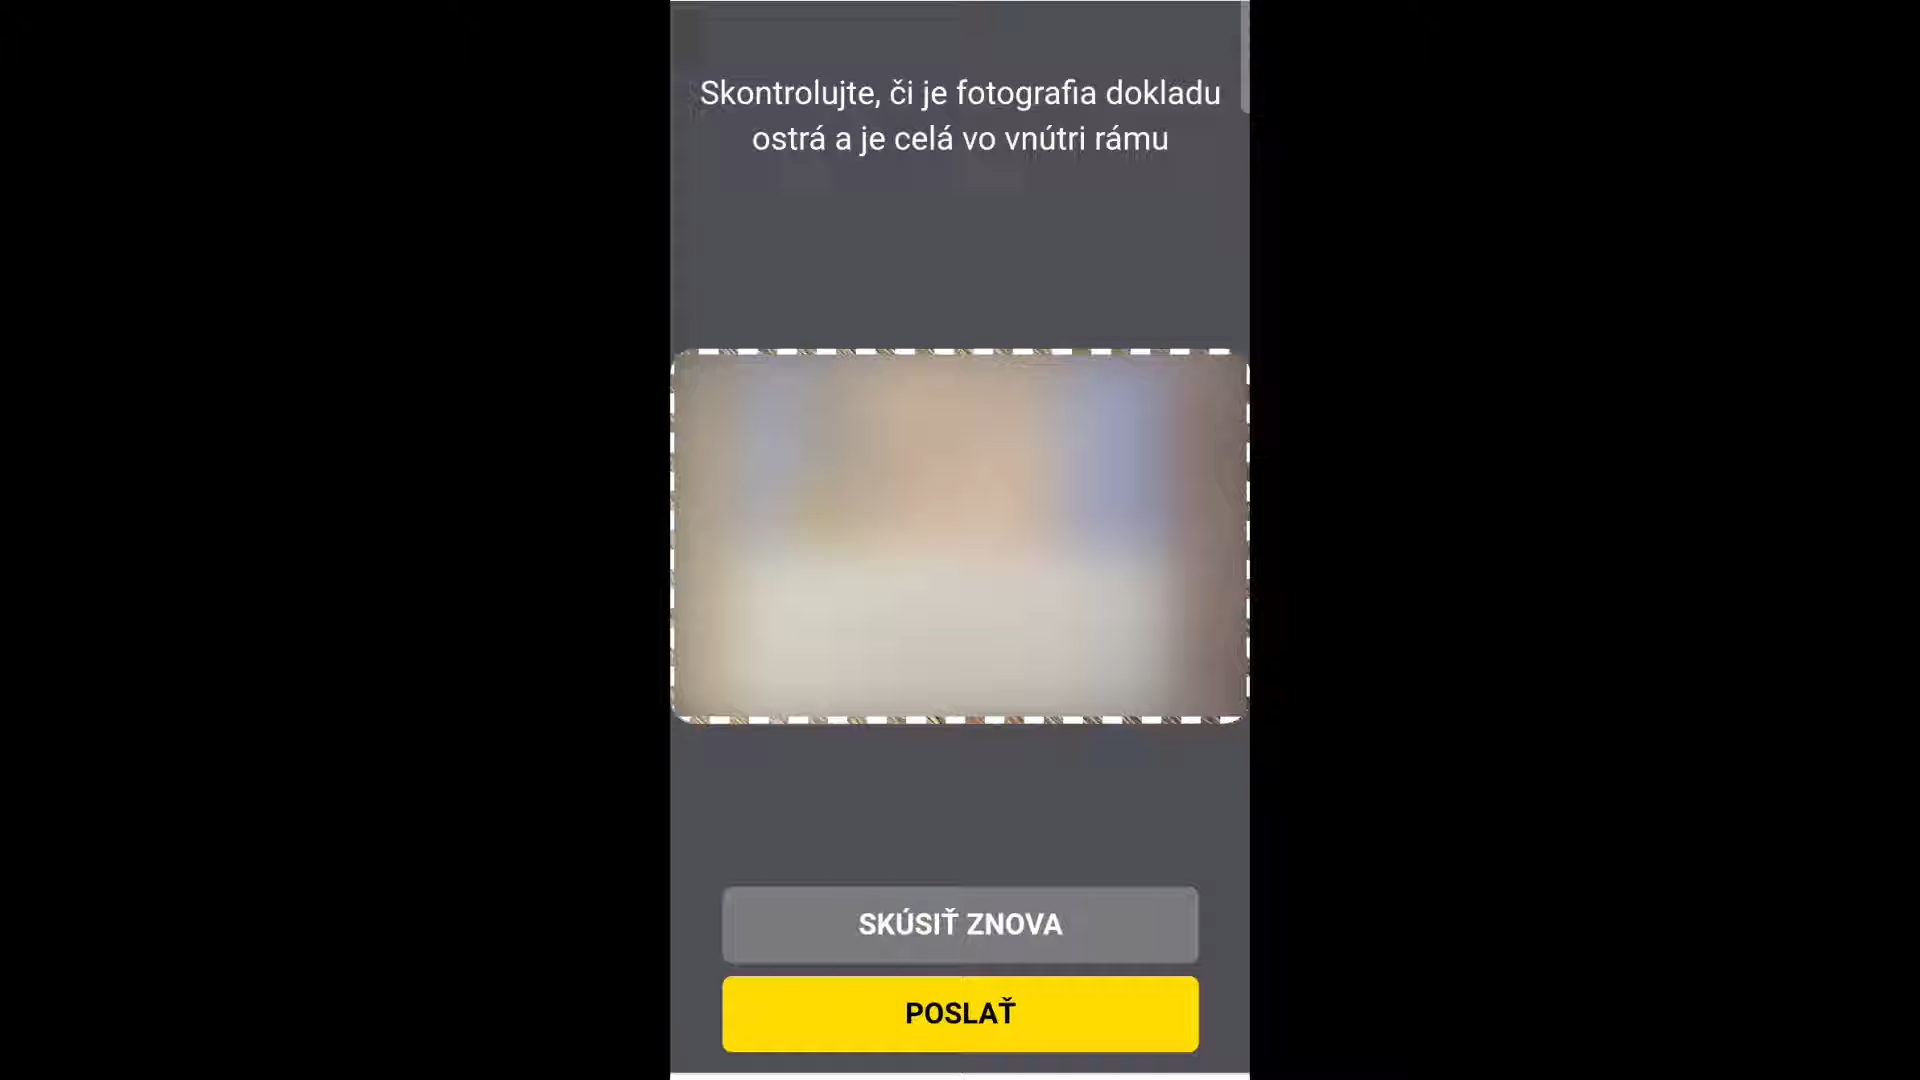 Skontrolujte, či je fotografia dokladu
ostrá a je celá vo vnútri rámu
SKÚSIŤ ZNOVA
POSLAŤ